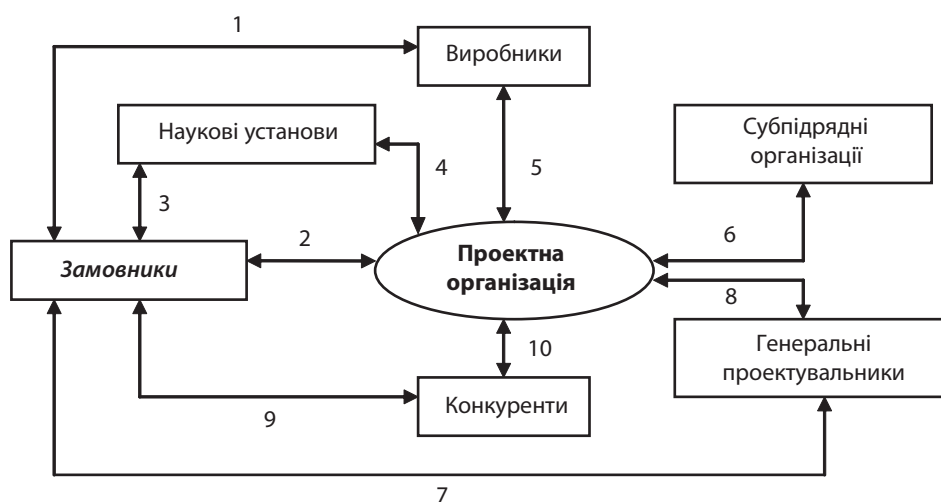 1
Виробники
Наукові установи
Субпідрядні
організації
4
5
3
2
6
Замовники
Проектна
організація
8
10
Генеральні
проектувальники
9
Конкуренти
7